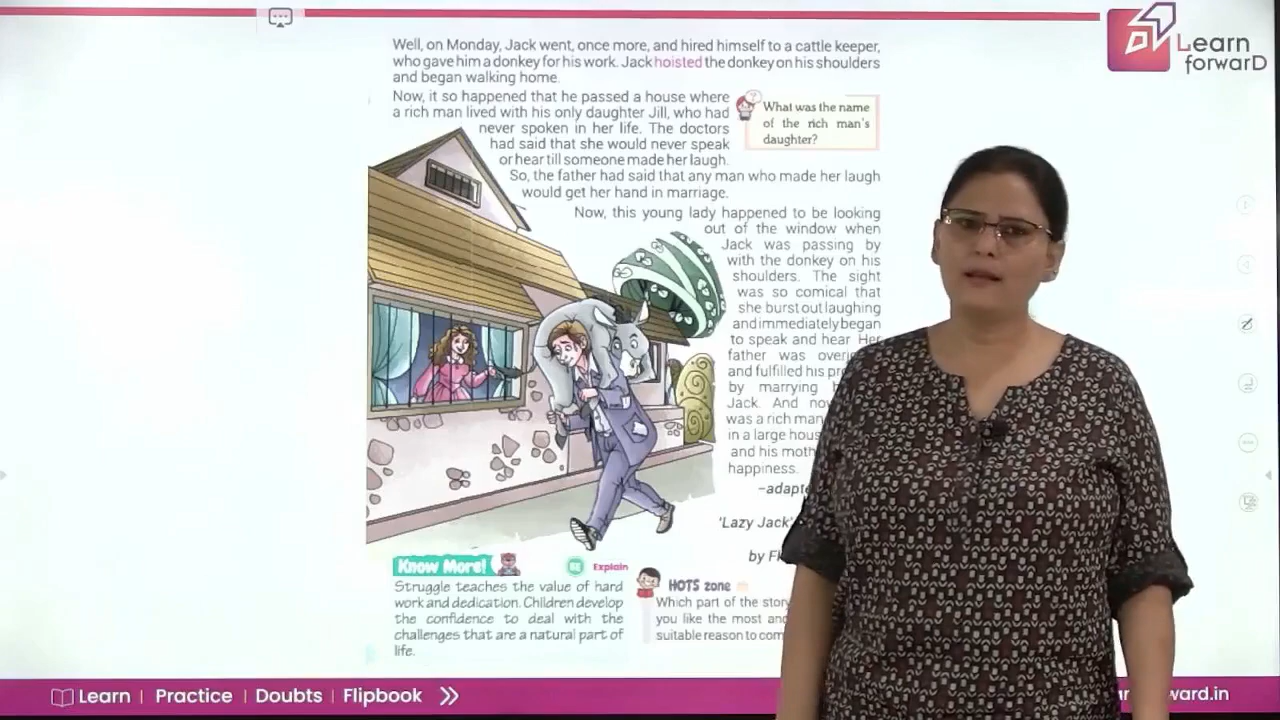 Learn
forwarD
Well, on Monday, Jack went, once more, and hired himself to a cattle keeper,
who gave him a donkey for his work. Jack hoisted the donkey on his shoulders
and began walking home.
Now, it so happened that he passed a house where
a rich man lived with his only daughter Jill, who had
never spoken in her life. The doctors
had said that she would never speak
or hear till someone made her laugh.
What was the name
of the rich man's
daughter?
So, the father had said that any man who made her laugh
would get her hand in marriage.
Now, this young lady happened to be looking
out of the window when
Jack was passing by
with the donkey on his
shoulders. The sight
was so comical that
she burst out laughing
and immediately began
to speak and hear. Her
father was
and fulfilled his
by marrying
Jack. And
was a rich man
in a large
and his
happiness.
'Lazy Jack'
by
Know More!
Explain
Struggle teaches the value of hard
work and dedication. Children develop
the confidence to deal with the
challenges that are a natural part of
life.
HOTS zone
Which part of the story
you like the most and
suitable reason to
Learn | Practice | Doubts | Flipbook
ward.in